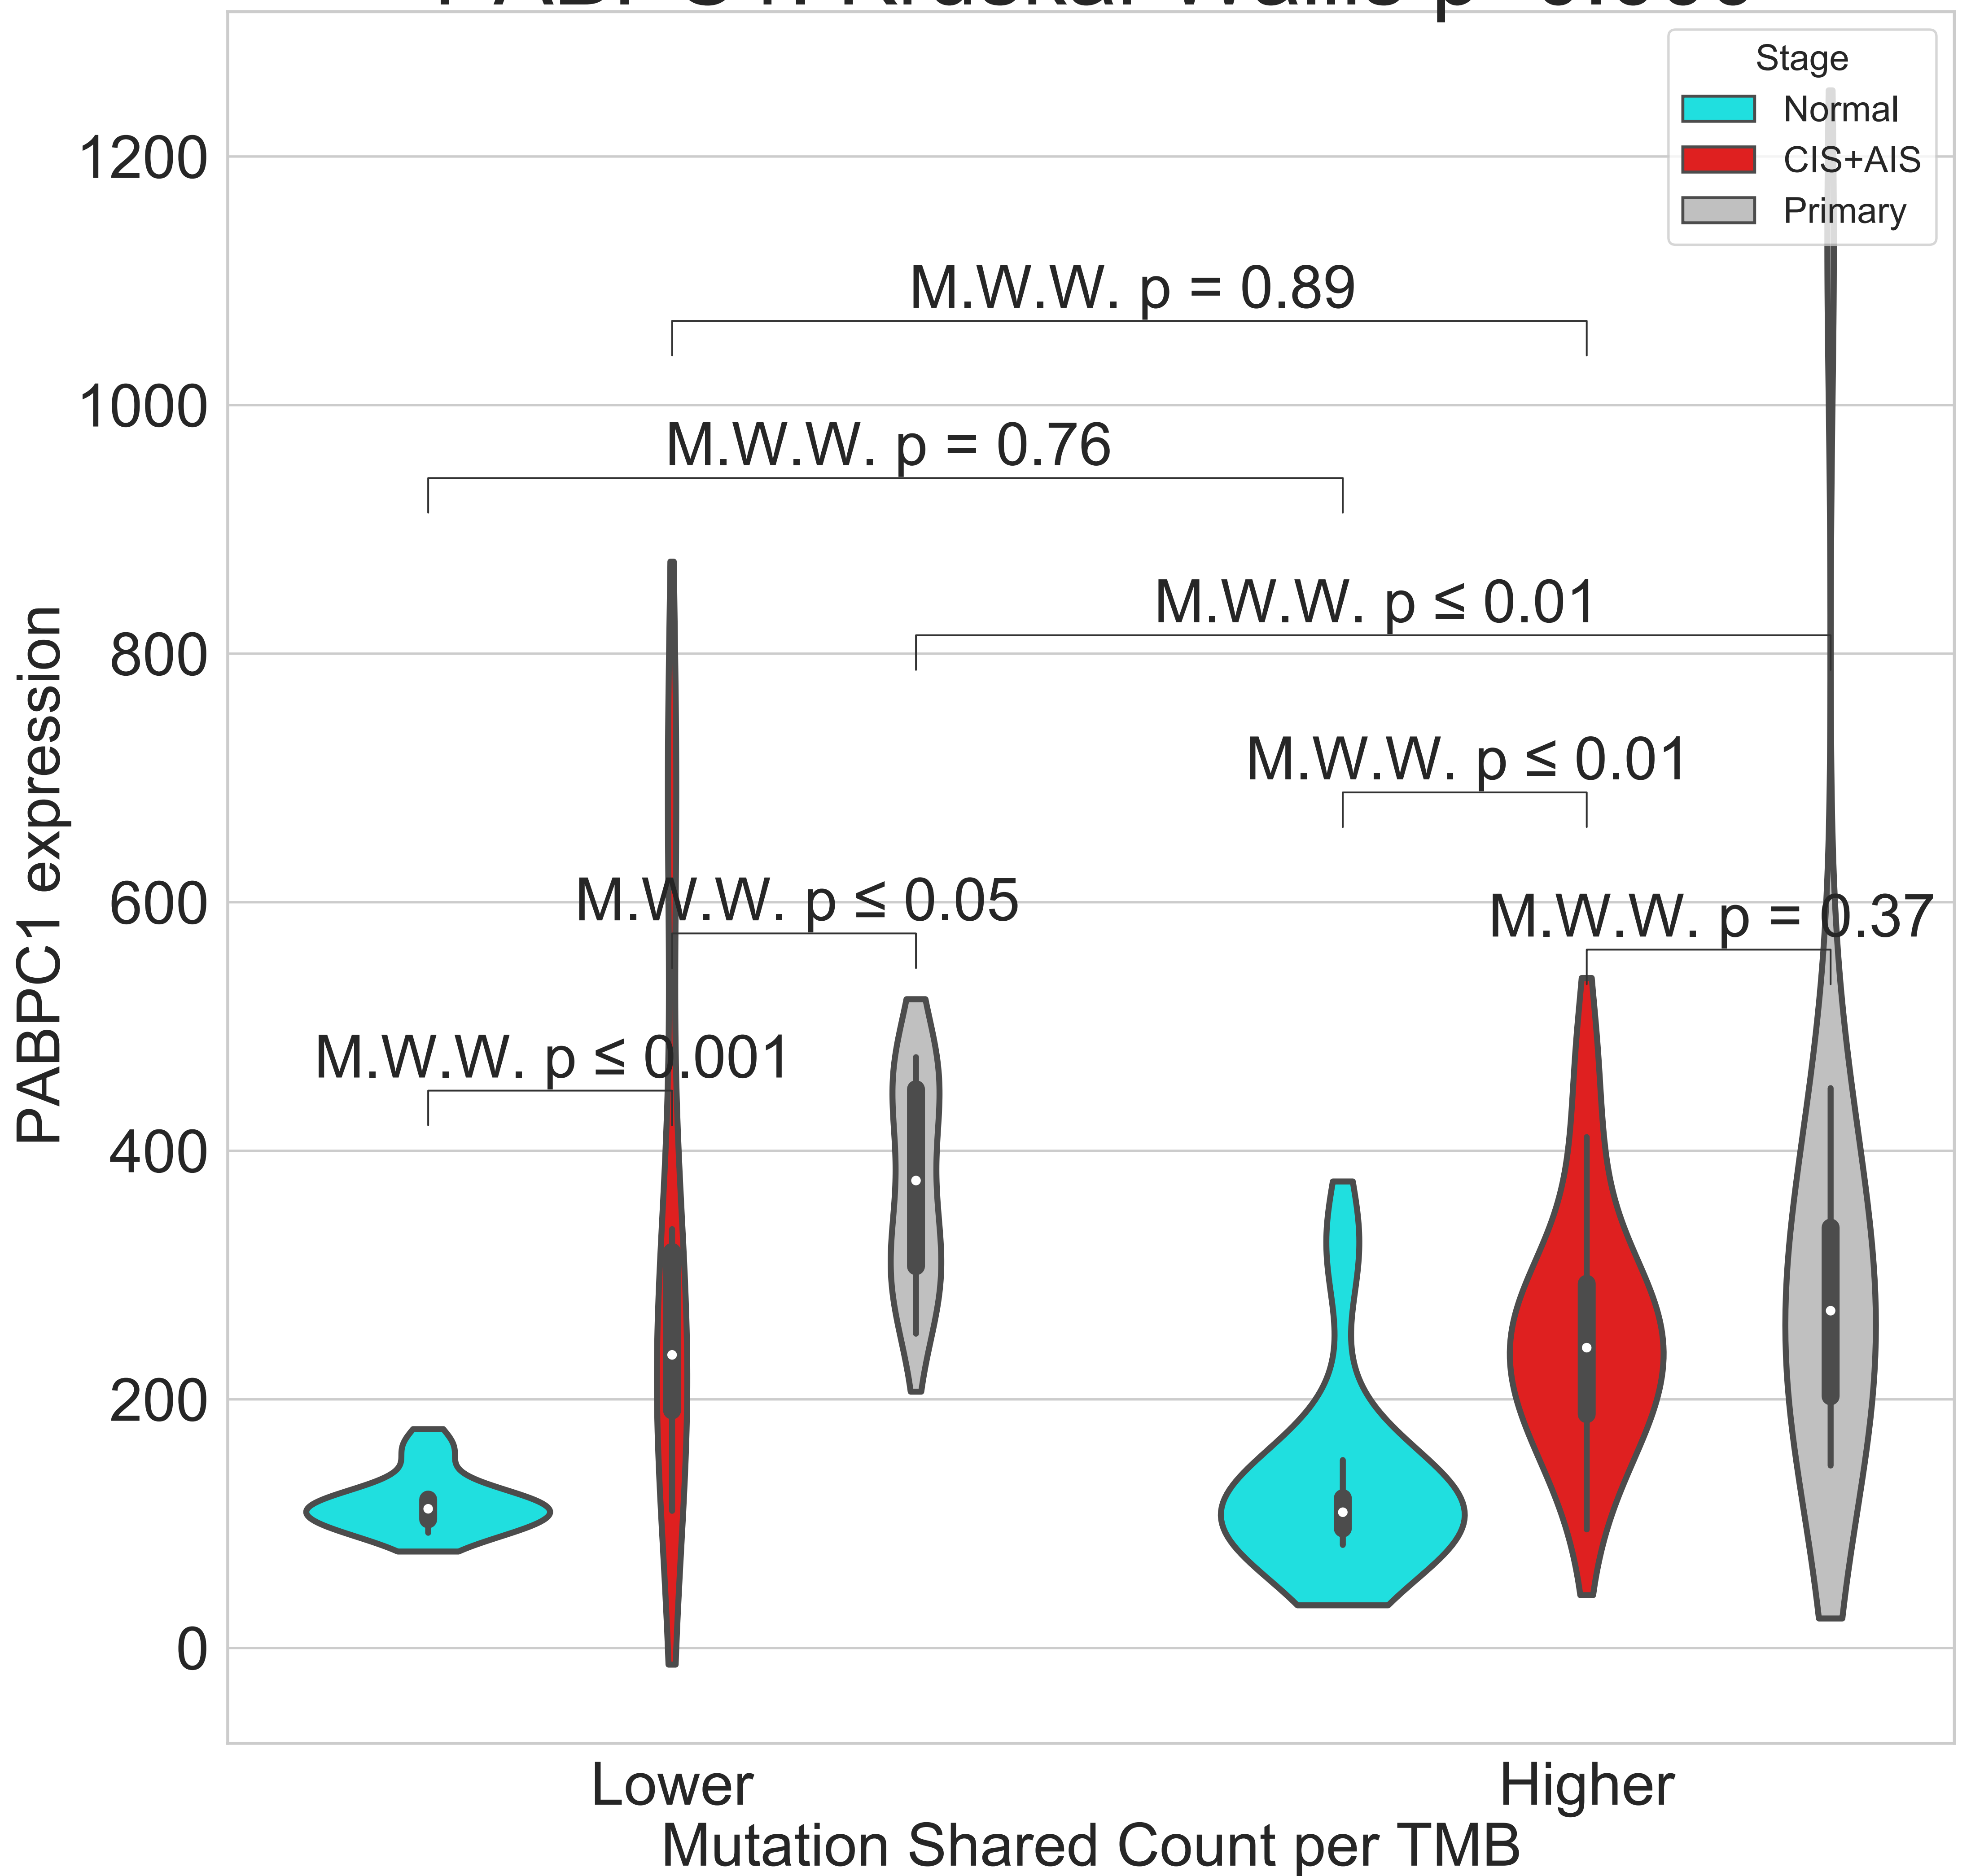 Stage
Normal
CIS+AIS
Primary
1200
1000
800
600
400
200
0
PABPC1 expression
M.W.W. p = 0.89
M.W.W. p = 0.76
M.W.W. p ≤ 0.01
M.W.W. p ≤ 0.01
M.W.W. p ≤ 0.05
M.W.W. p = 0.37
M.W.W. p ≤ 0.001
Lower
Higher
Mutation Shared Count per TMB